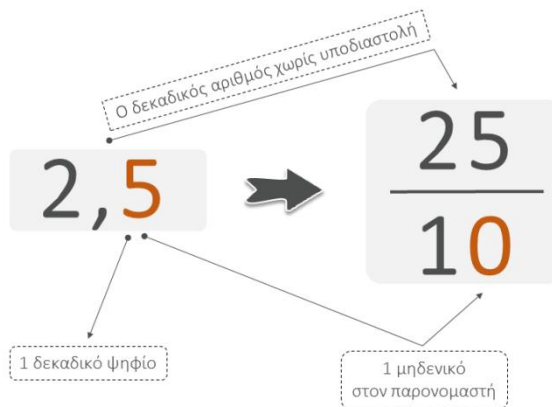 Ο δεκαδικός αριθμός χωρίς υποδιαστολή
2,5
25
10
1 δεκαδικό ψηφίο
1 μηδενικό
στον παρονομαστή